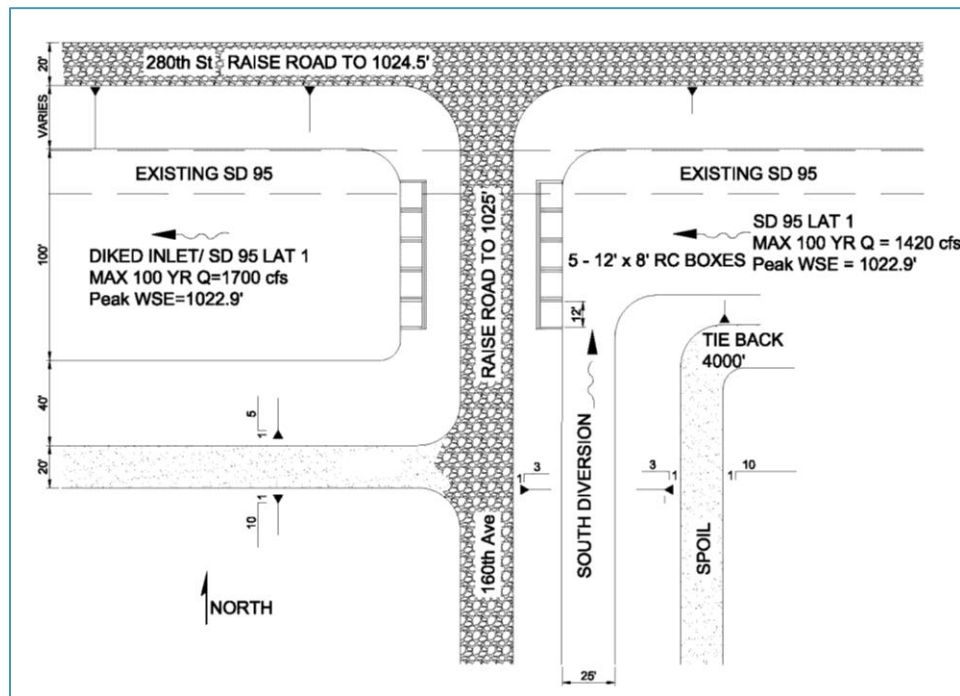 280th St RAISE ROAD TO 1024.5'
20'
VARIES
EXISTING SD 95
EXISTING SD 95
100'
DIKED INLET/ SD 95 LAT 1
MAX 100 YR Q=1700 cfs
Peak WSE=1022.9'
RAISE ROAD TO 1025'
SD 95 LAT 1
MAX 100 YR Q = 1420 cfs
Peak WSE = 1022.9'
5 - 12' x 8' RC BOXES
12'
TIE BACK
4000'
40'
5
1
20'
1
10
3
1
3
1
10
1
SOUTH DIVERSION
SPOIL
160th Ave
NORTH
25'